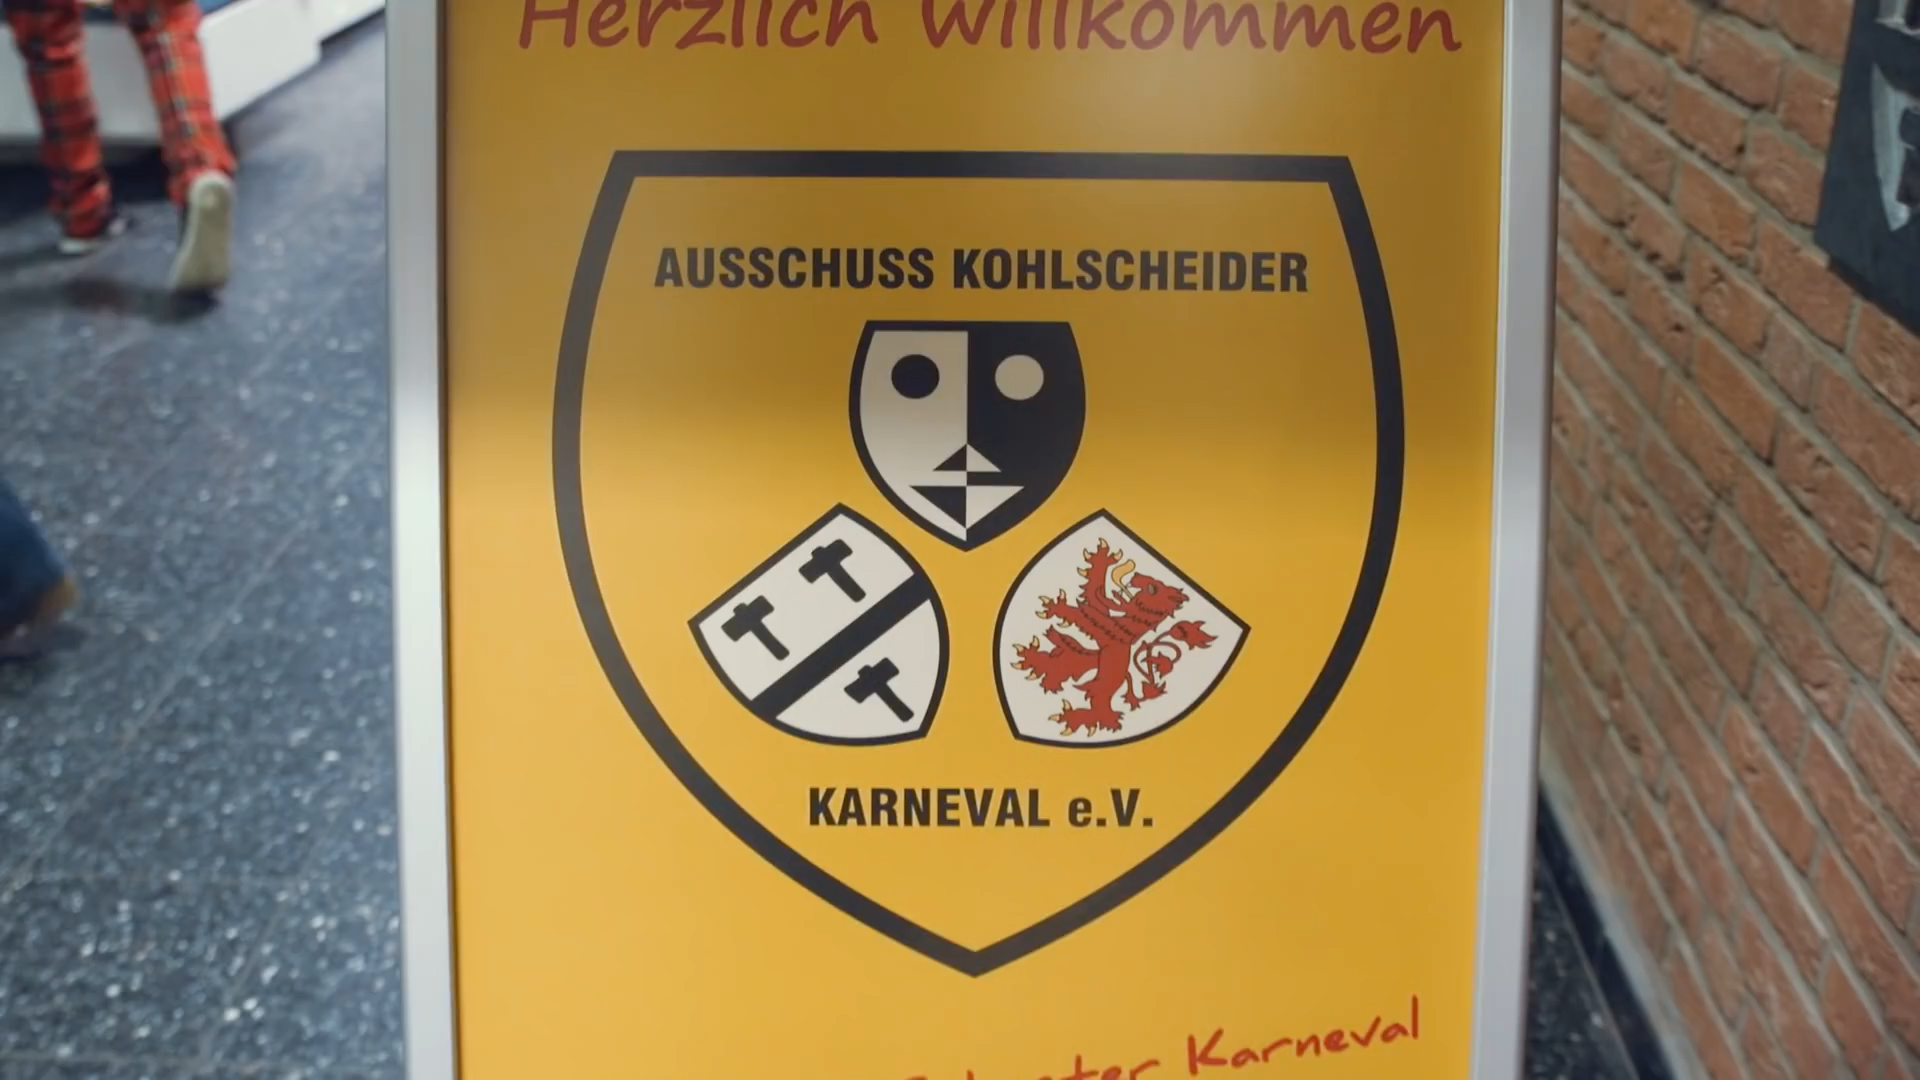 Herzlich Willkommen
AUSSCHUSS KOHLSCHEIDER
KARNEVAL e.V.
Karneval